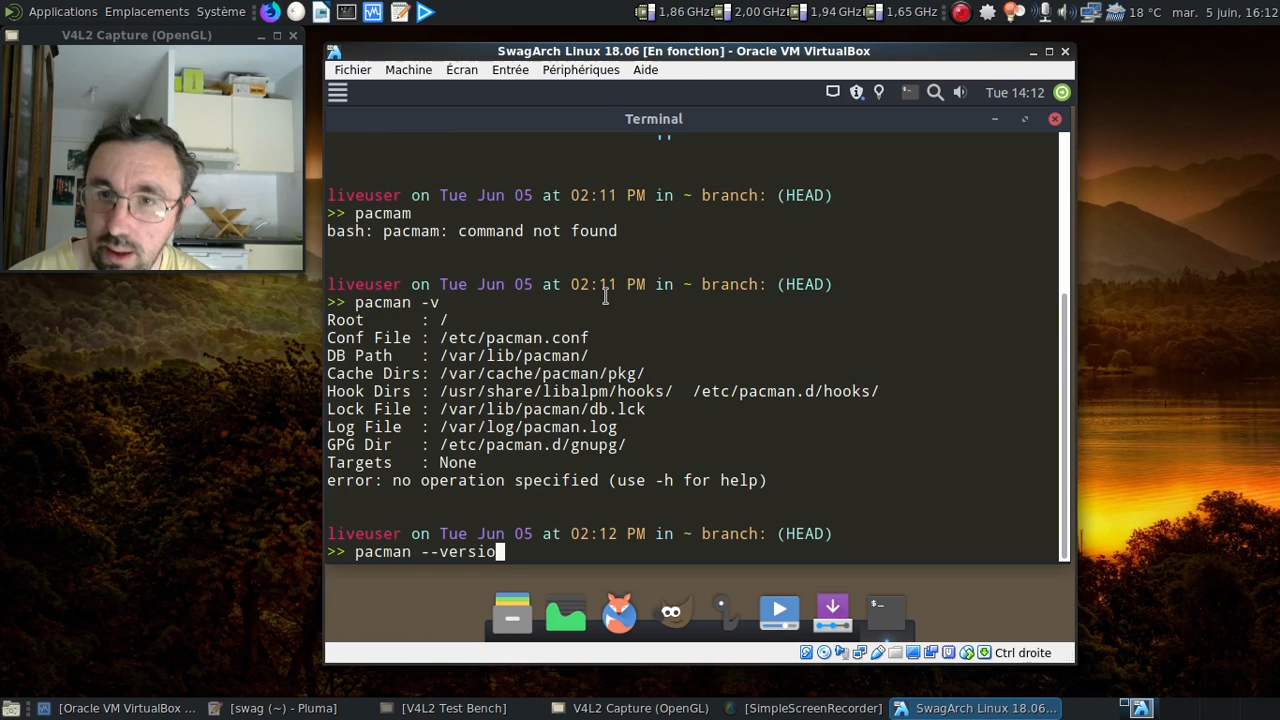 Applications Emplacements Système
1,86 GHz 2,00 GHz 1,94 GHz 1,65 GHz 18 °C mar. 5 juin, 16:12
V4L2 Capture (OpenGL)
SwagArch Linux 18.06 [En fonction] - Oracle VM VirtualBox
Fichier Machine Écran Entrée Périphériques Aide
Tue 14:12
Terminal
''
liveuser on Tue Jun 05 at 02:11 PM in ~ branch: (HEAD)
>> pacmam
bash: pacmam: command not found
liveuser on Tue Jun 05 at 02:11 PM in ~ branch: (HEAD)
>> pacman -v
Root : /
Conf File : /etc/pacman.conf
DB Path : /var/lib/pacman/
Cache Dirs: /var/cache/pacman/pkg/
Hook Dirs : /usr/share/libalpm/hooks/ /etc/pacman.d/hooks/
Lock File : /var/lib/pacman/db.lck
Log File : /var/log/pacman.log
GPG Dir : /etc/pacman.d/gnupg/
Targets : None
error: no operation specified (use -h for help)
liveuser on Tue Jun 05 at 02:12 PM in ~ branch: (HEAD)
>> pacman --versio
$-
Ctrl droite
[Oracle VM VirtualBox ... [swag (~) - Pluma] [V4L2 Test Bench] V4L2 Capture (OpenGL) [SimpleScreenRecorder] SwagArch Linux 18.06...